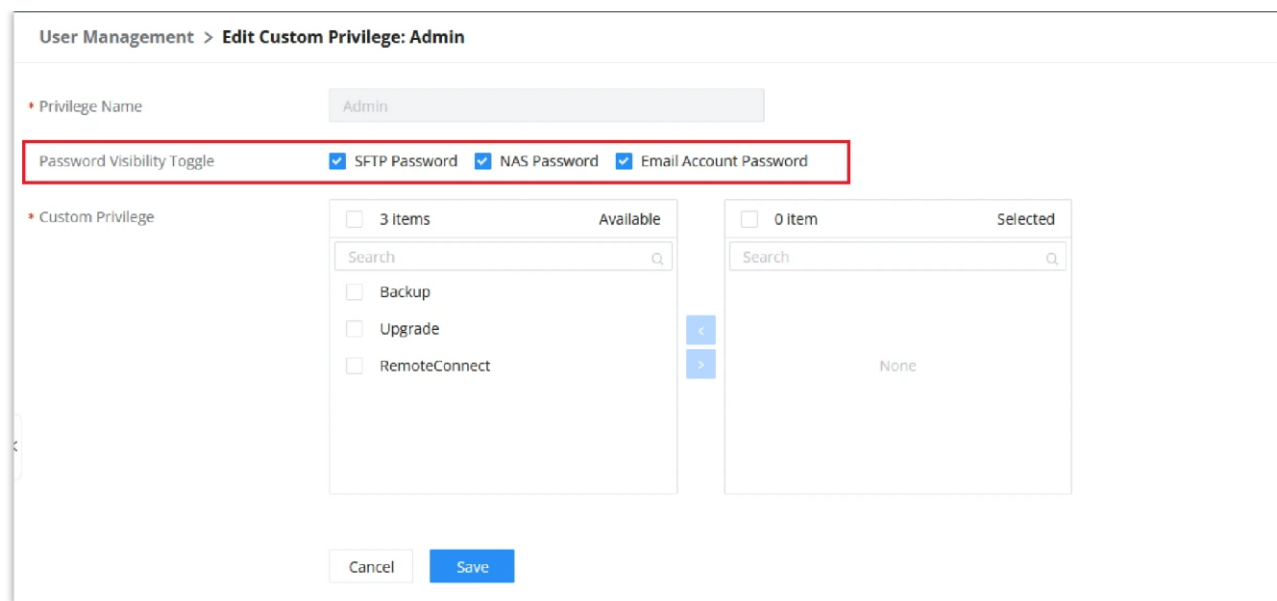 User Management > Edit Custom Privilege: Admin
* Privilege Name Admin
Password Visibility Toggle SFTP Password NAS Password Email Account Password
* Custom Privilege 3 items Available 0 item Selected
Search Search
Backup
Upgrade
RemoteConnect None
Cancel Save